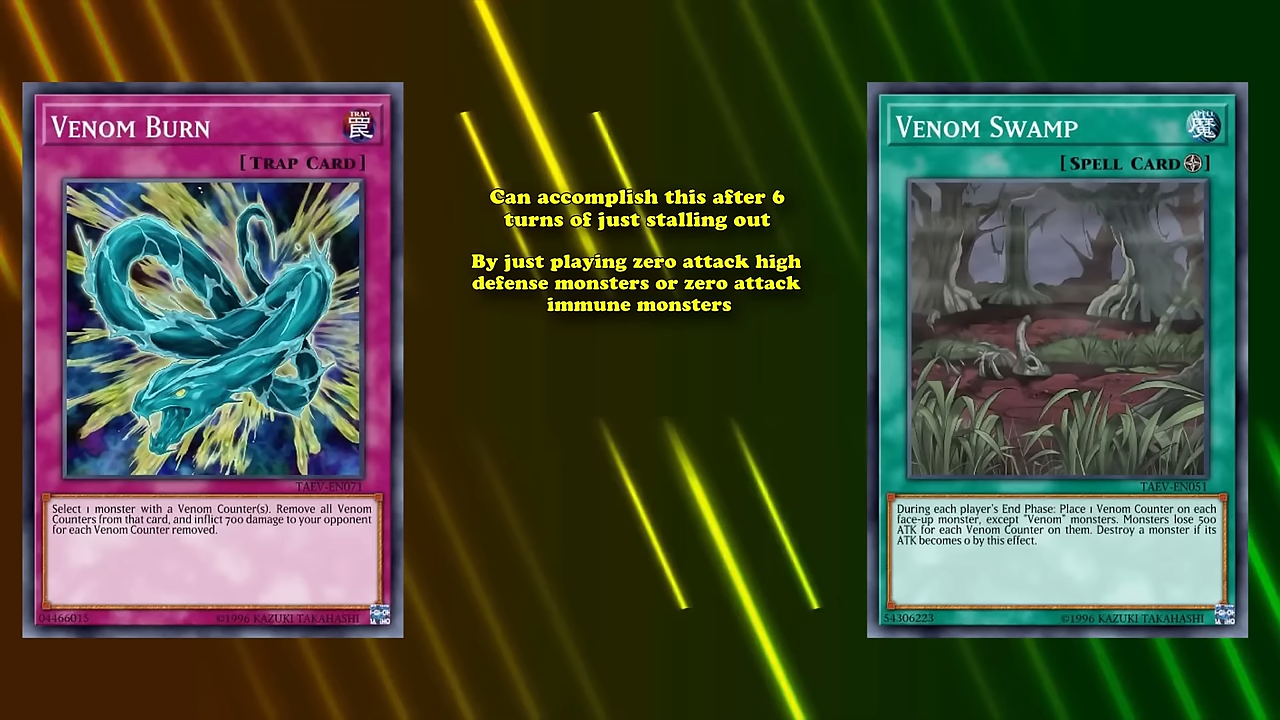 VENOM BURN
TRAP
罠
[TRAP CARD]
TAEV-EN071
Select 1 monster with a Venom Counter(s). Remove all Venom
Counters from that card, and inflict 700 damage to your opponent
for each Venom Counter removed.
04466015
©1996 KAZUKI TAKAHASHI
Can accomplish this after 6
turns of just stalling out
By just playing zero attack high
defense monsters or zero attack
immune monsters
VENOM SWAMP
魔
[SPELL CARD]
TAEV-EN051
During each player's End Phase: Place 1 Venom Counter on each
face-up monster, except "Venom" monsters. Monsters lose 500
ATK for each Venom Counter on them. Destroy a monster if its
ATK becomes 0 by this effect.
54306223
©1996 KAZUKI TAKAHASHI